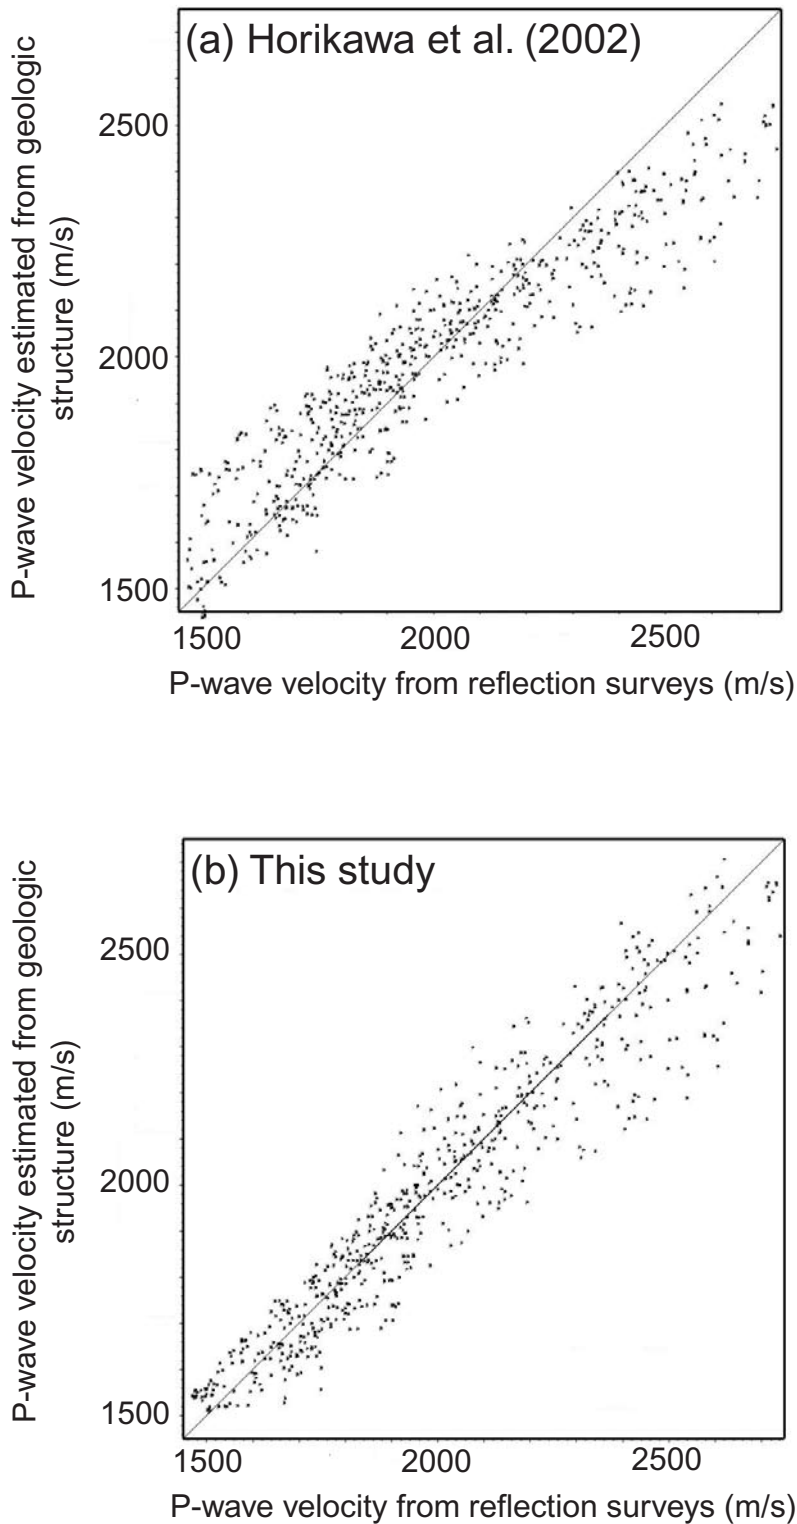 (a) Horikawa et al. (2002)
P-wave velocity estimated from geologic
structure (m/s)
2500
2000
1500
1500 2000 2500
P-wave velocity from reflection surveys (m/s)
(b) This study
P-wave velocity estimated from geologic
structure (m/s)
2500
2000
1500
1500 2000 2500
P-wave velocity from reflection surveys (m/s)